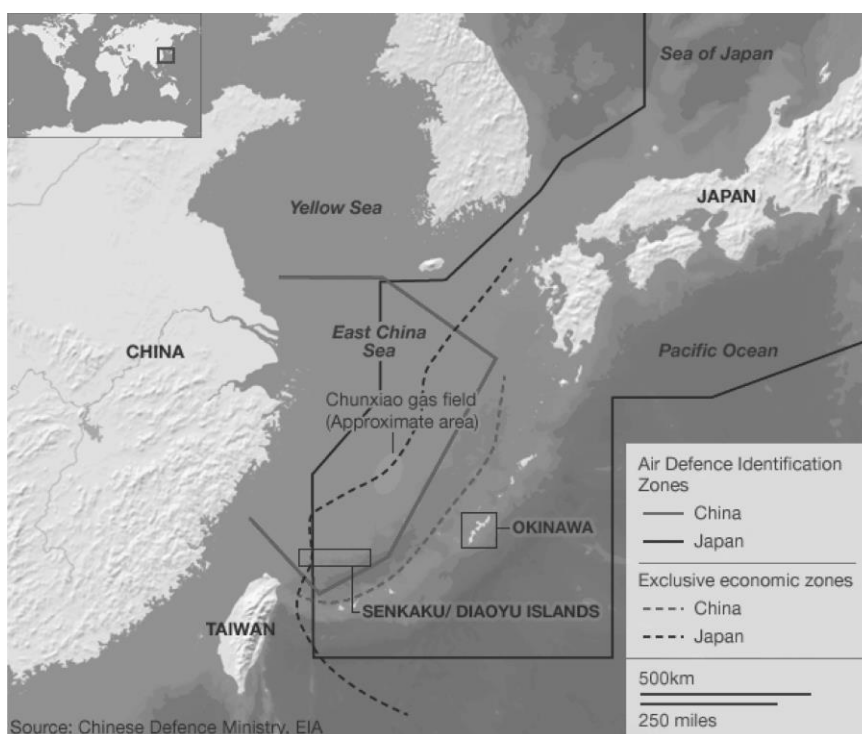 Sea of Japan
JAPAN
Yellow Sea
East China
Sea
CHINA
Pacific Ocean
Chunxiao gas field
(Approximate area)
Air Defence Identification
Zones
China
Japan
OKINAWA
Exclusive economic zones
China
Japan
SENKAKU/ DIAOYU ISLANDS
TAIWAN
500km
250 miles
Source: Chinese Defence Ministry, EIA